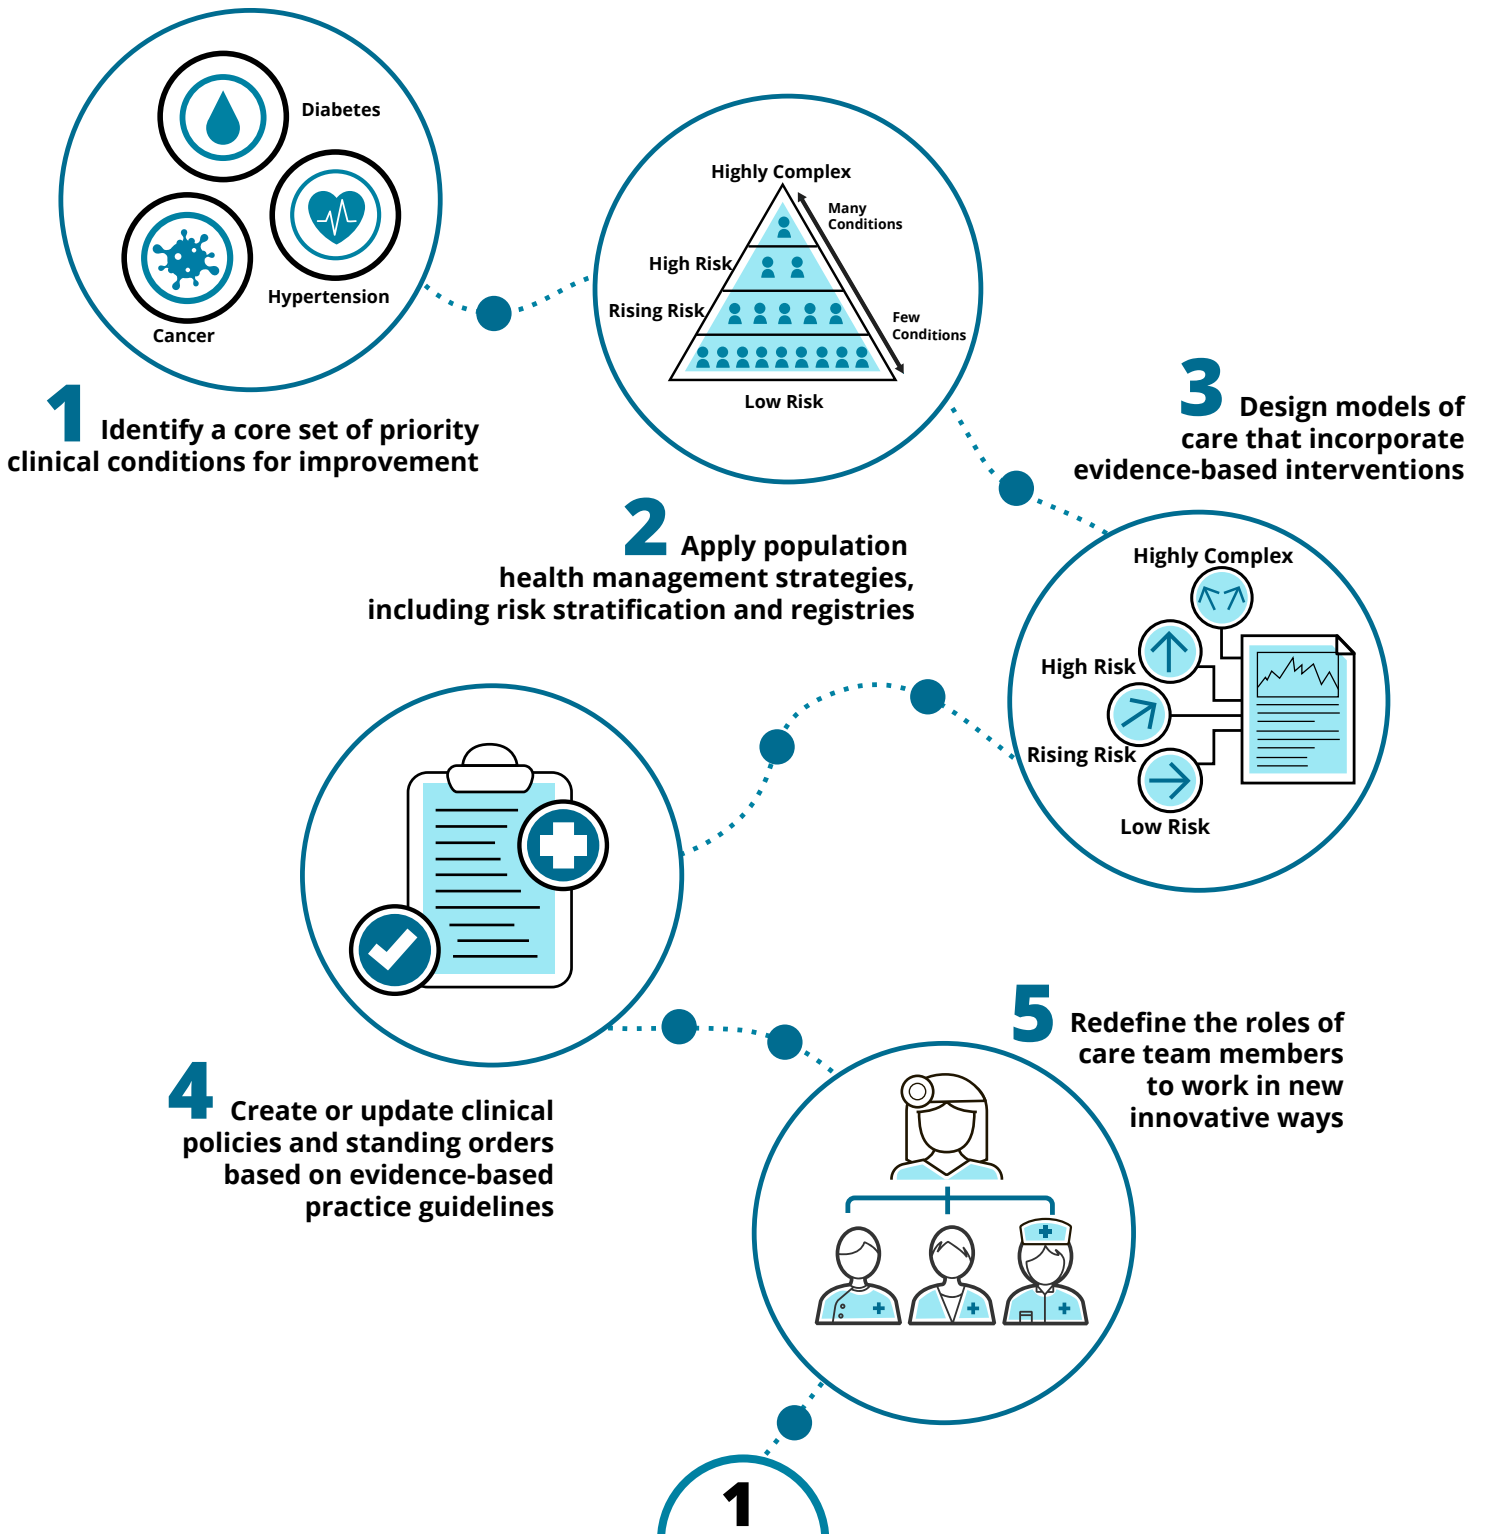 Diabetes
Hypertension
Cancer
1 Identify a core set of priority
clinical conditions for improvement
Highly Complex
Many
Conditions
High Risk
Rising Risk
Few
Conditions
Low Risk
2 Apply population
health management strategies,
including risk stratification and registries
3 Design models of
care that incorporate
evidence-based interventions
Highly Complex
High Risk
Rising Risk
Low Risk
4 Create or update clinical
policies and standing orders
based on evidence-based
practice guidelines
5 Redefine the roles of
care team members
to work in new
innovative ways
1